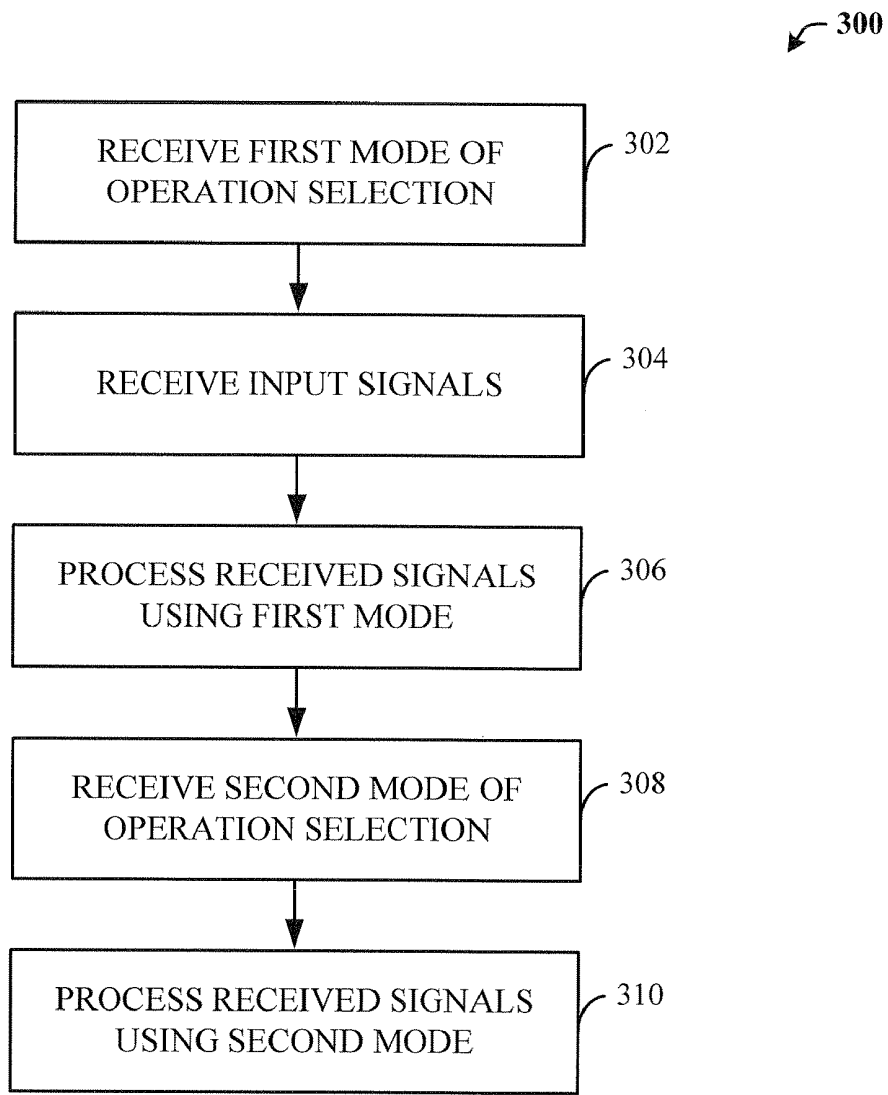 300
RECEIVE FIRST MODE OF
OPERATION SELECTION
302
RECEIVE INPUT SIGNALS
304
PROCESS RECEIVED SIGNALS
USING FIRST MODE
306
RECEIVE SECOND MODE OF
OPERATION SELECTION
308
PROCESS RECEIVED SIGNALS
USING SECOND MODE
310